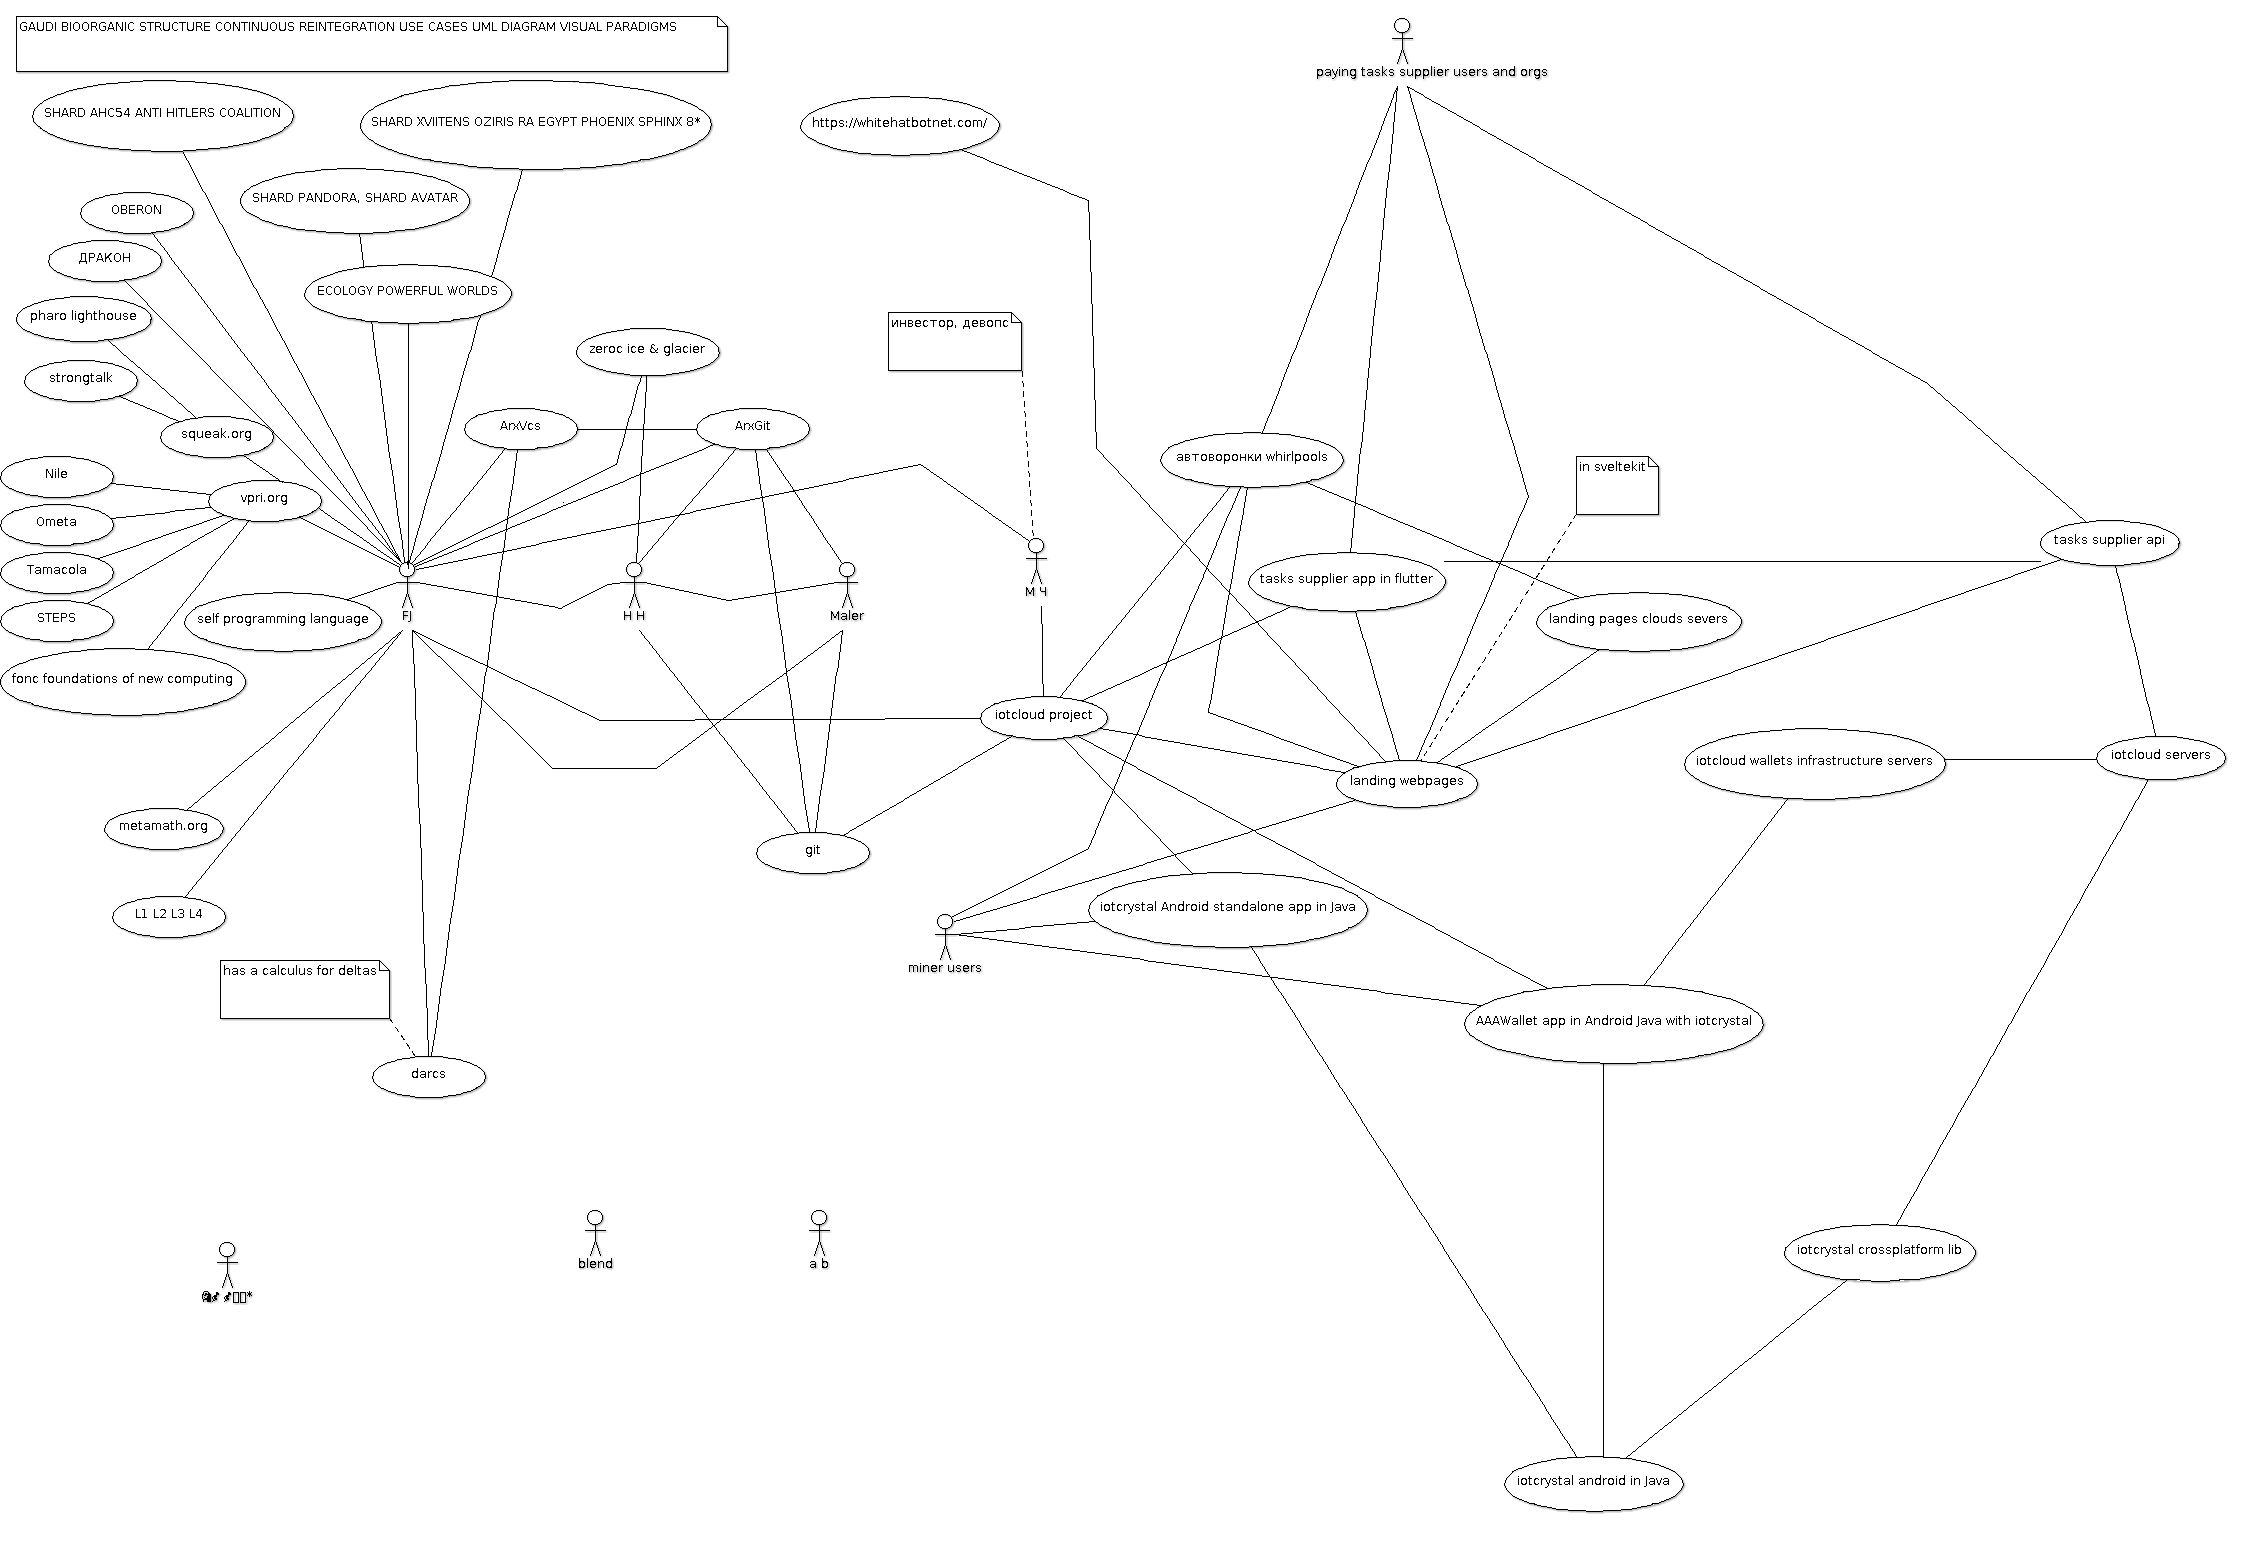 GAUDI BIOORGANIC STRUCTURE CONTINUOUS REINTEGRATION USE CASES UML DIAGRAM VISUAL PARADIGMS
paying tasks supplier users and orgs
SHARD AHC54 ANTI HITLERS COALITION
SHARD XVIITENS OZIRIS RA EGYPT PHOENIX SPHINX 8*
https://whitehatbotnet.com/
SHARD PANDORA, SHARD AVATAR
OBERON
ДРАКОН
ECOLOGY POWERFUL WORLDS
pharo lighthouse
инвестор, девопс
zeroc ice & glacier
strongtalk
squeak.org
ArxVcs
ArxGit
автоворонки whirlpools
in sveltekit
Nile
vpri.org
Ometa
tasks supplier api
Tamacola
tasks supplier app in flutter
М Ч
STEPS
self programming language
FJ
H H
Maler
landing pages clouds severs
fonc foundations of new computing
iotcloud project
iotcloud wallets infrastructure servers
iotcloud servers
landing webpages
metamath.org
git
L1 L2 L3 L4
iotcrystal Android standalone app in Java
miner users
has a calculus for deltas
AAAWallet app in Android Java with iotcrystal
darcs
blend
a b
iotcrystal crossplatform lib
iotcrystal android in Java